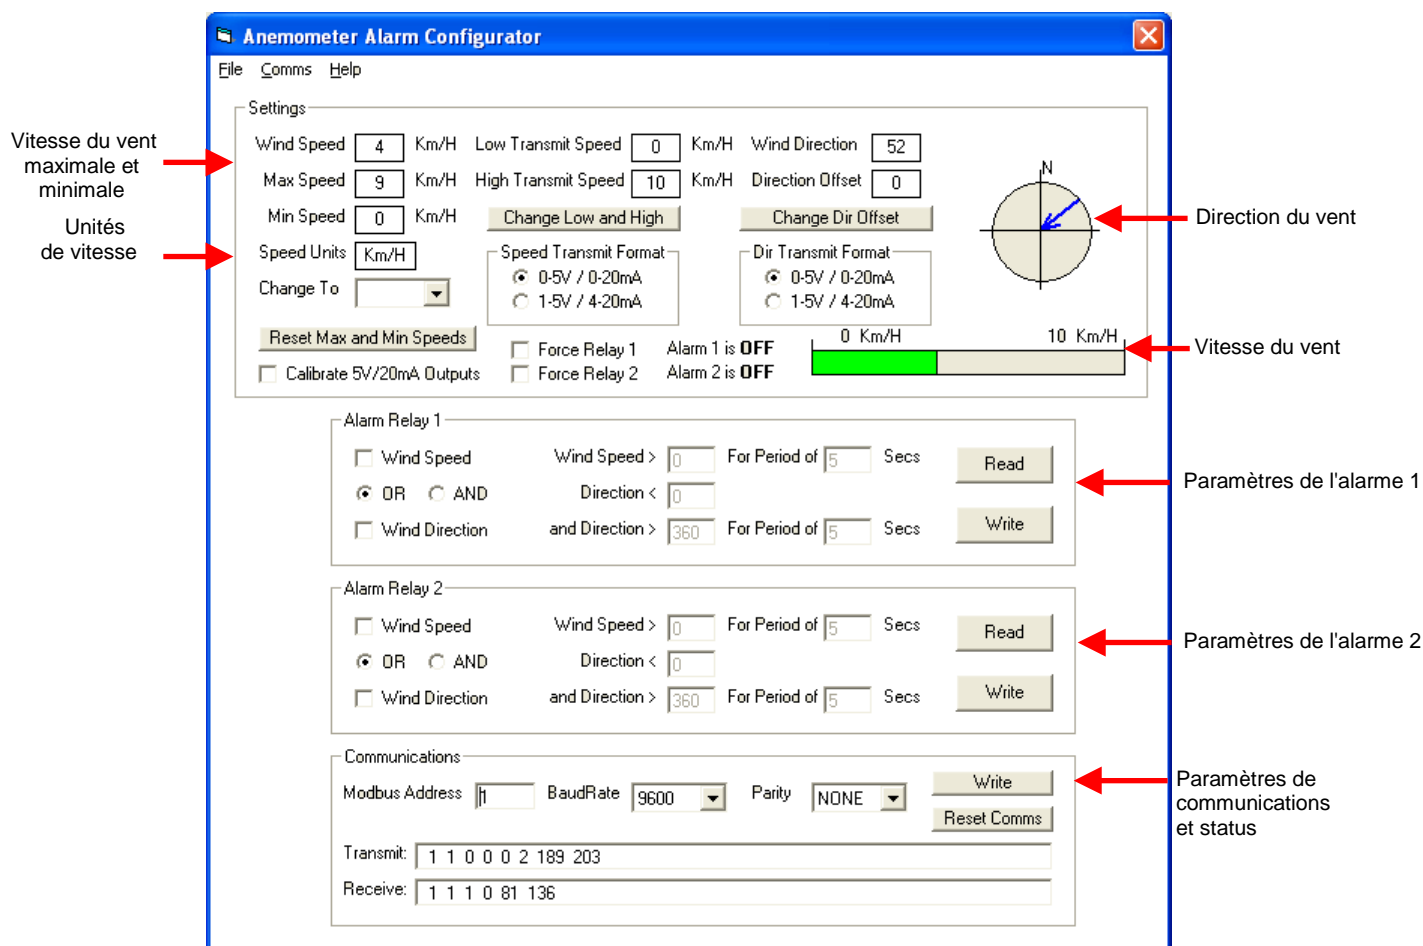 Anemometer Alarm Configurator
File Comms Help
Settings
Wind Speed 4 Km/H Low Transmit Speed 0 Km/H Wind Direction 52
Max Speed 9 Km/H High Transmit Speed 10 Km/H Direction Offset 0
Min Speed 0 Km/H Change Low and High Change Dir Offset
Speed Units Km/H Speed Transmit Format Dir Transmit Format
0-5V / 0-20mA 0-5V / 0-20mA
Change To 1-5V / 4-20mA 1-5V / 4-20mA
N
Reset Max and Min Speeds Force Relay 1 Alarm 1 is OFF 0 Km/H 10 Km/H
Calibrate 5V/20mA Outputs Force Relay 2 Alarm 2 is OFF
Vitesse du vent
maximale et
minimale
Unités
de vitesse
Direction du vent
Vitesse du vent
Alarm Relay 1
Wind Speed Wind Speed > 0 For Period of 5 Secs Read
OR AND Direction < 0
Wind Direction and Direction > 360 For Period of 5 Secs Write
Paramètres de l'alarme 1
Alarm Relay 2
Wind Speed Wind Speed > 0 For Period of 5 Secs Read
OR AND Direction < 0
Wind Direction and Direction > 360 For Period of 5 Secs Write
Paramètres de l'alarme 2
Communications
Modbus Address 1 BaudRate 9600 Parity NONE Write
Reset Comms
Transmit: 1 1 0 0 0 2 189 203
Receive: 1 1 1 0 81 136
Paramètres de
communications
et status